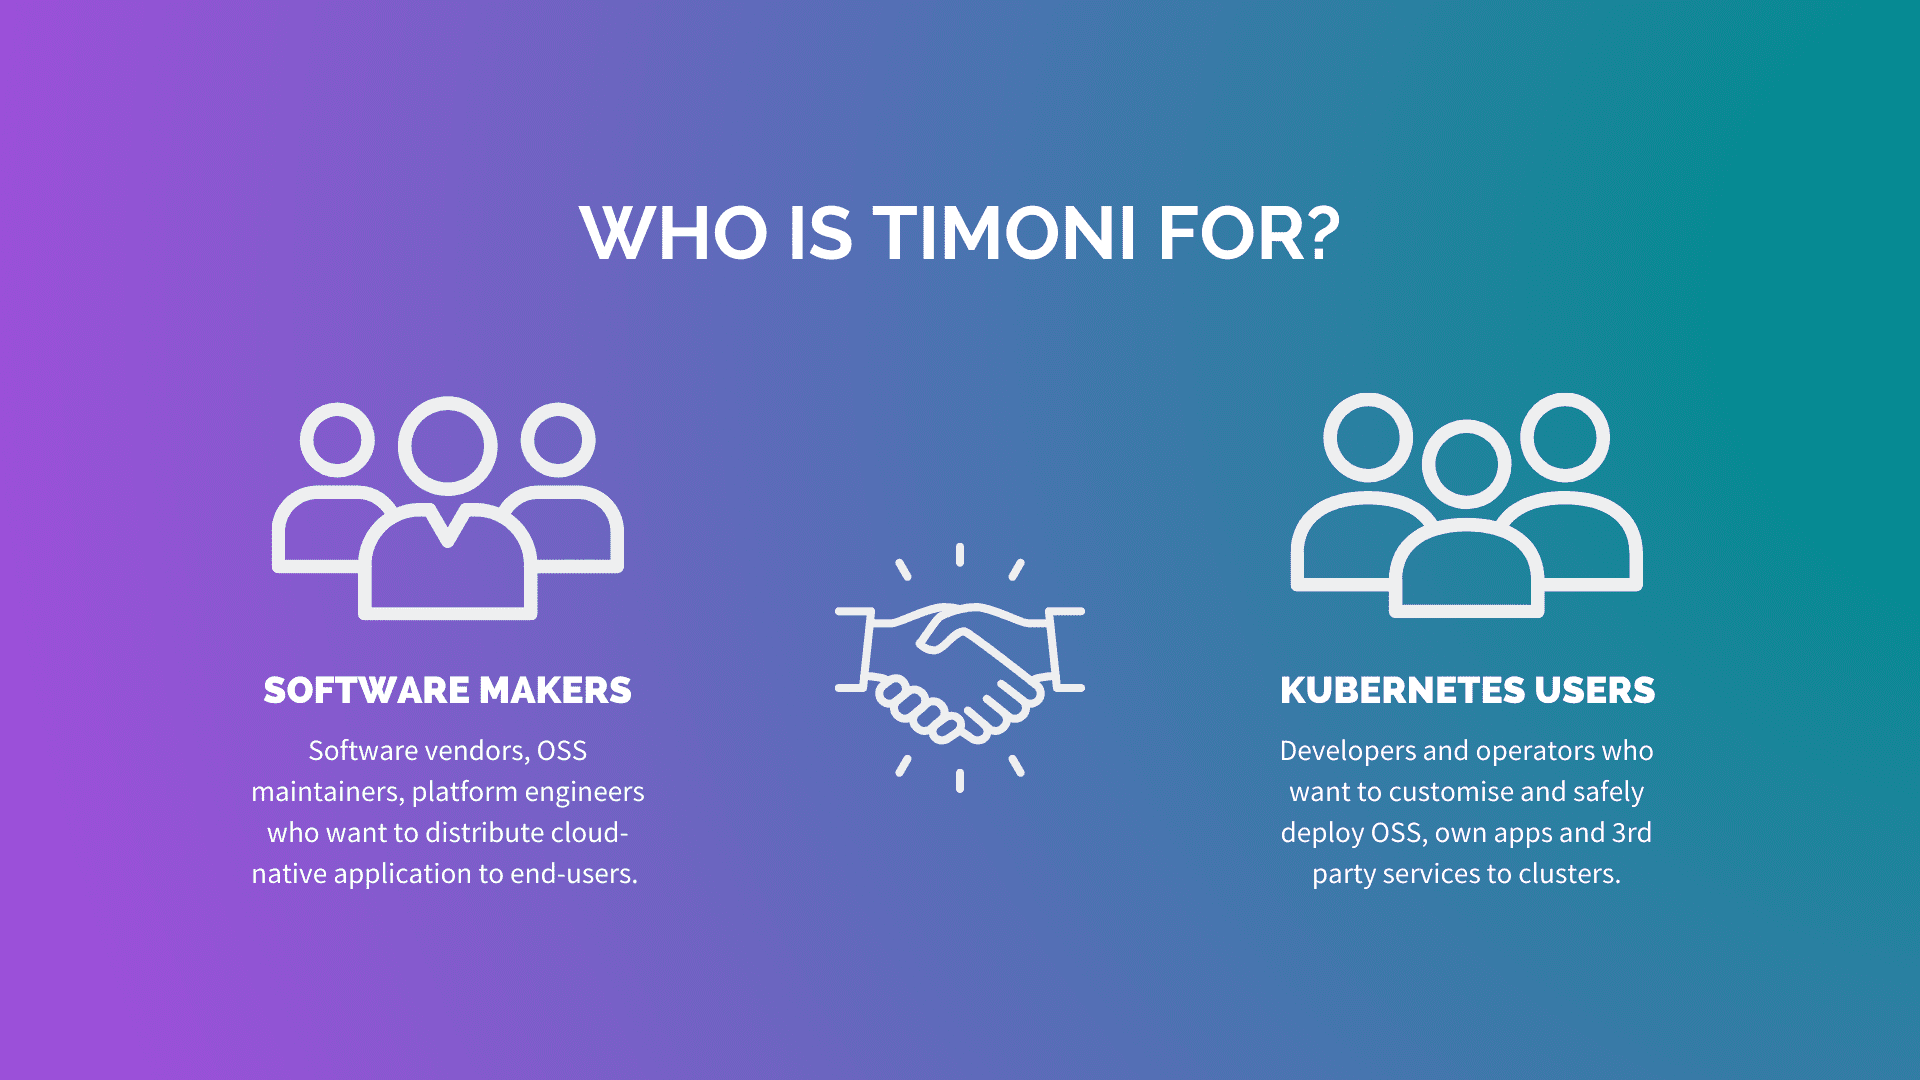 WHO IS TIMONI FOR?
SOFTWARE MAKERS
Software vendors, OSS
maintainers, platform engineers
who want to distribute cloud-
native application to end-users.
KUBERNETES USERS
Developers and operators who
want to customise and safely
deploy OSS, own apps and 3rd
party services to clusters.